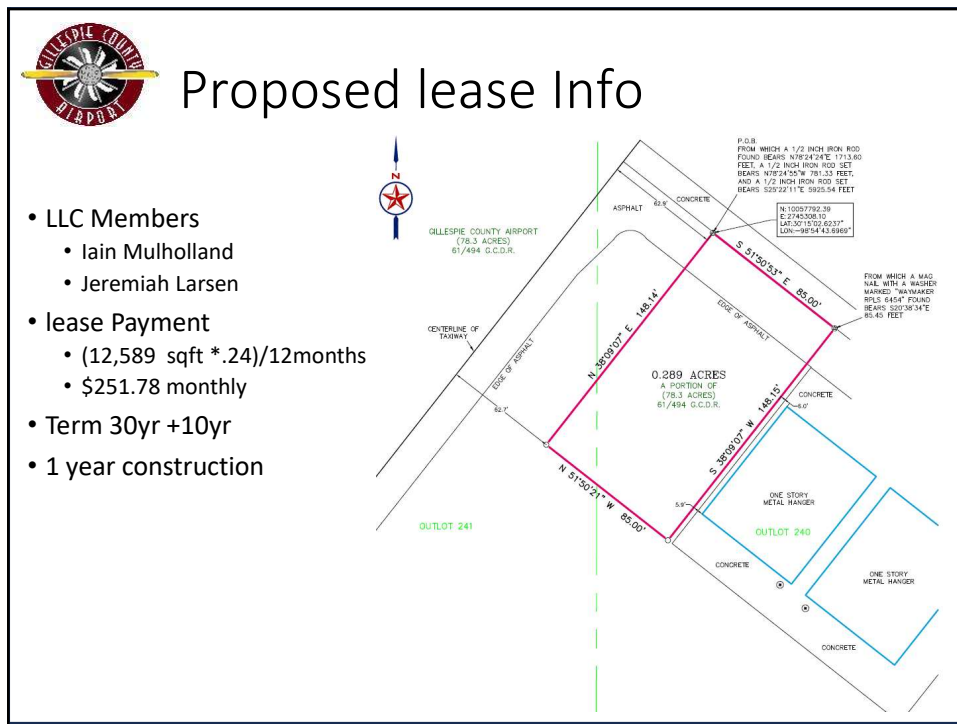 GILLESPIE COUNTY
AIRPORT
Proposed lease Info
• LLC Members
• Iain Mulholland
• Jeremiah Larsen
• lease Payment
• (12,589 sqft *.24)/12months
• $251.78 monthly
• Term 30yr +10yr
• 1 year construction
N
GILLESPIE COUNTY AIRPORT
(78.3 ACRES)
61/494 G.C.D.R.
P.O.B.
FROM WHICH A 1/2 INCH IRON ROD
FOUND BEARS N78°24'24"E 1713.60
FEET, A 1/2 INCH IRON ROD SET
BEARS N78°24'55"W 781.33 FEET,
AND A 1/2 INCH IRON ROD SET
BEARS S25°22'11"E 5925.54 FEET
CONCRETE
62.9'
ASPHALT
N: 10057792.39
E: 2745308.10
LAT:30°15'02.6237"
LON:-98°54'43.6969"
S 51°50'53" E 85.00'
FROM WHICH A MAG
NAIL WITH A WASHER
MARKED "WAYMAKER
RPLS 6454" FOUND
BEARS S20°38'34"E
85.45 FEET
EDGE OF ASPHALT
N 38°09'07" E 148.14'
CENTERLINE OF
TAXIWAY
EDGE OF ASPHALT
0.289 ACRES
A PORTION OF
(78.3 ACRES)
61/494 G.C.D.R.
62.7'
S 38°09'07" W 148.15'
CONCRETE
6.0'
N 51°50'21" W 85.00'
5.9'
ONE STORY
METAL HANGER
OUTLOT 241
OUTLOT 240
CONCRETE
ONE STORY
METAL HANGER
CONCRETE